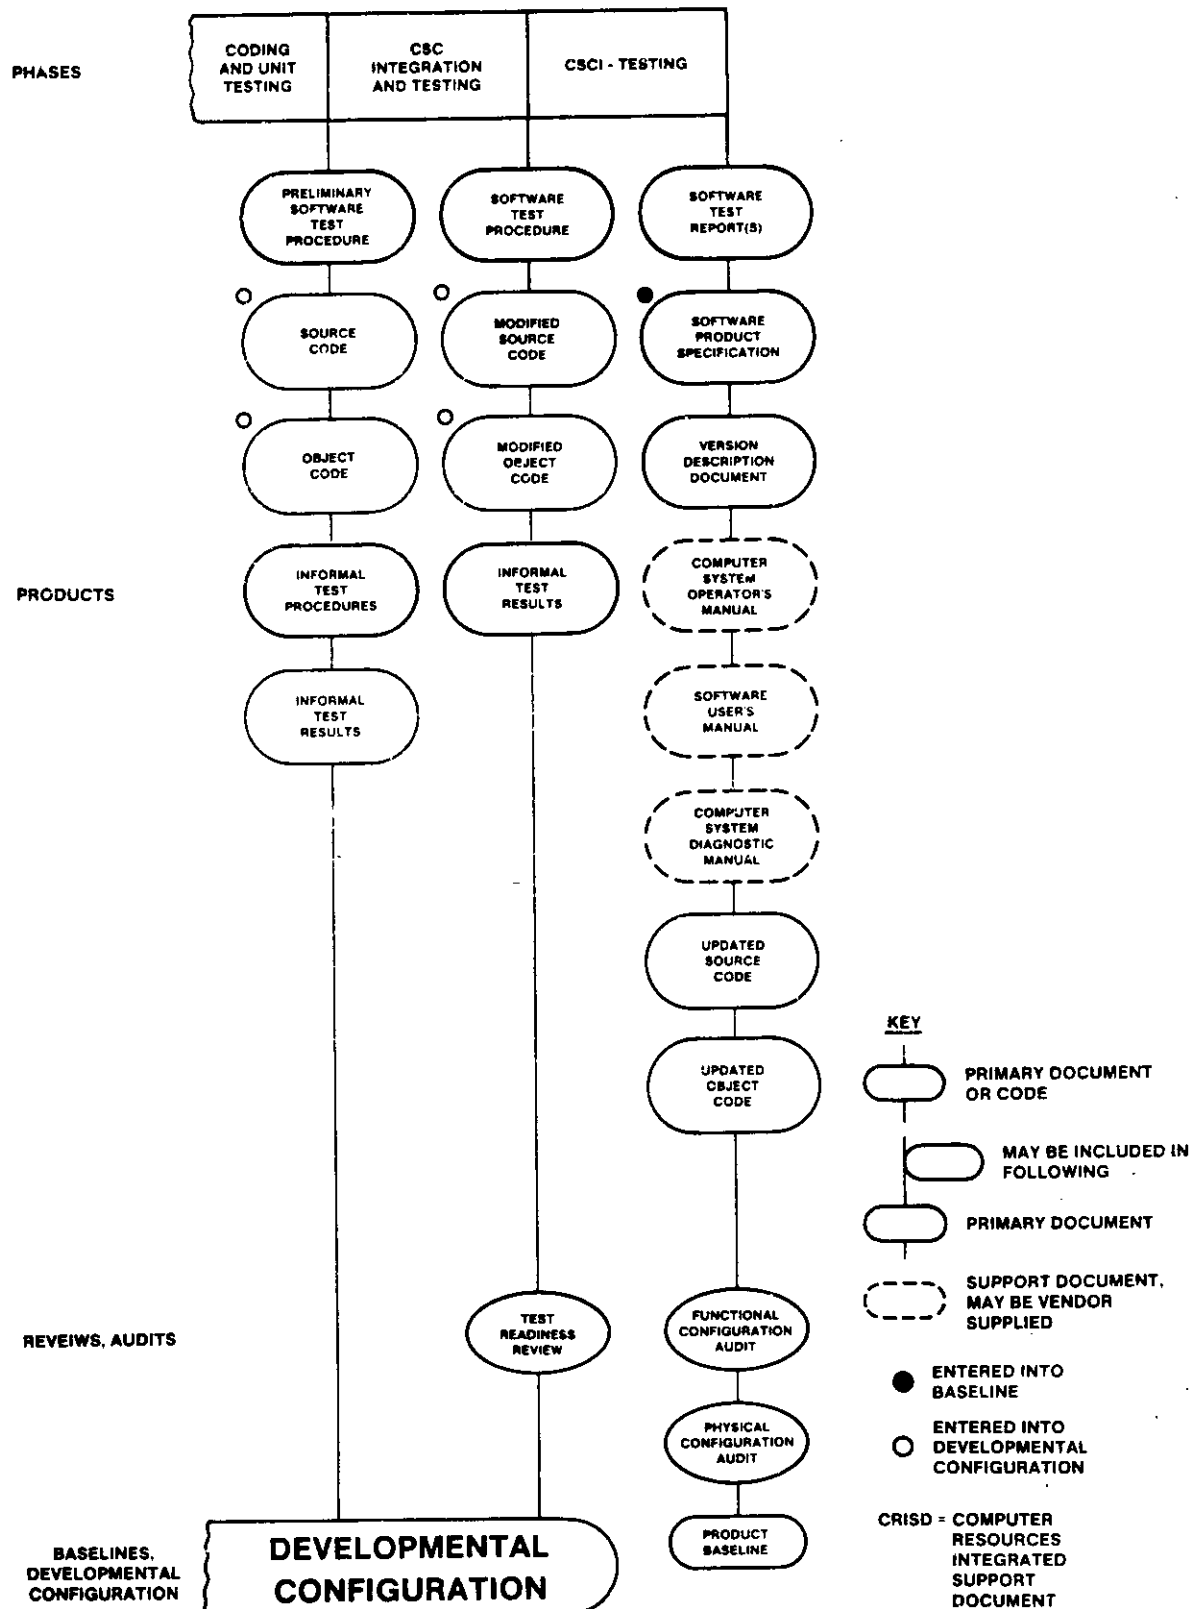 PHASES
CODING
AND UNIT
TESTING
CSC
INTEGRATION
AND TESTING
CSCI - TESTING
PRELIMINARY
SOFTWARE
TEST
PROCEDURE
SOFTWARE
TEST
PROCEDURE
SOFTWARE
TEST
REPORT(S)
SOURCE
CODE
MODIFIED
SOURCE
CODE
SOFTWARE
PRODUCT
SPECIFICATION
OBJECT
CODE
MODIFIED
OBJECT
CODE
VERSION
DESCRIPTION
DOCUMENT
PRODUCTS
INFORMAL
TEST
PROCEDURES
INFORMAL
TEST
RESULTS
COMPUTER
SYSTEM
OPERATOR'S
MANUAL
INFORMAL
TEST
RESULTS
SOFTWARE
USER'S
MANUAL
COMPUTER
SYSTEM
DIAGNOSTIC
MANUAL
UPDATED
SOURCE
CODE
UPDATED
OBJECT
CODE
KEY
PRIMARY DOCUMENT
OR CODE
MAY BE INCLUDED IN
FOLLOWING
PRIMARY DOCUMENT
SUPPORT DOCUMENT,
MAY BE VENDOR
SUPPLIED
ENTERED INTO
BASELINE
ENTERED INTO
DEVELOPMENTAL
CONFIGURATION
CRISD = COMPUTER
RESOURCES
INTEGRATED
SUPPORT
DOCUMENT
REVEIWS, AUDITS
TEST
READINESS
REVIEW
FUNCTIONAL
CONFIGURATION
AUDIT
PHYSICAL
CONFIGURATION
AUDIT
BASELINES,
DEVELOPMENTAL
CONFIGURATION
DEVELOPMENTAL
CONFIGURATION
PRODUCT
BASELINE